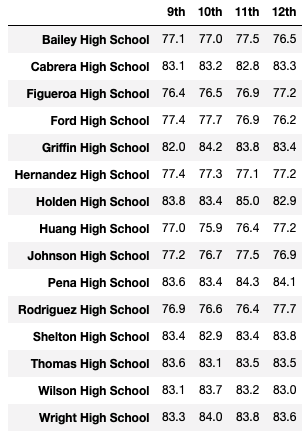 9th 10th 11th 12th
Bailey High School 77.1 77.0 77.5 76.5
Cabrera High School 83.1 83.2 82.8 83.3
Figueroa High School 76.4 76.5 76.9 77.2
Ford High School 77.4 77.7 76.9 76.2
Griffin High School 82.0 84.2 83.8 83.4
Hernandez High School 77.4 77.3 77.1 77.2
Holden High School 83.8 83.4 85.0 82.9
Huang High School 77.0 75.9 76.4 77.2
Johnson High School 77.2 76.7 77.5 76.9
Pena High School 83.6 83.4 84.3 84.1
Rodriguez High School 76.9 76.6 76.4 77.7
Shelton High School 83.4 82.9 83.4 83.8
Thomas High School 83.6 83.1 83.5 83.5
Wilson High School 83.1 83.7 83.2 83.0
Wright High School 83.3 84.0 83.8 83.6